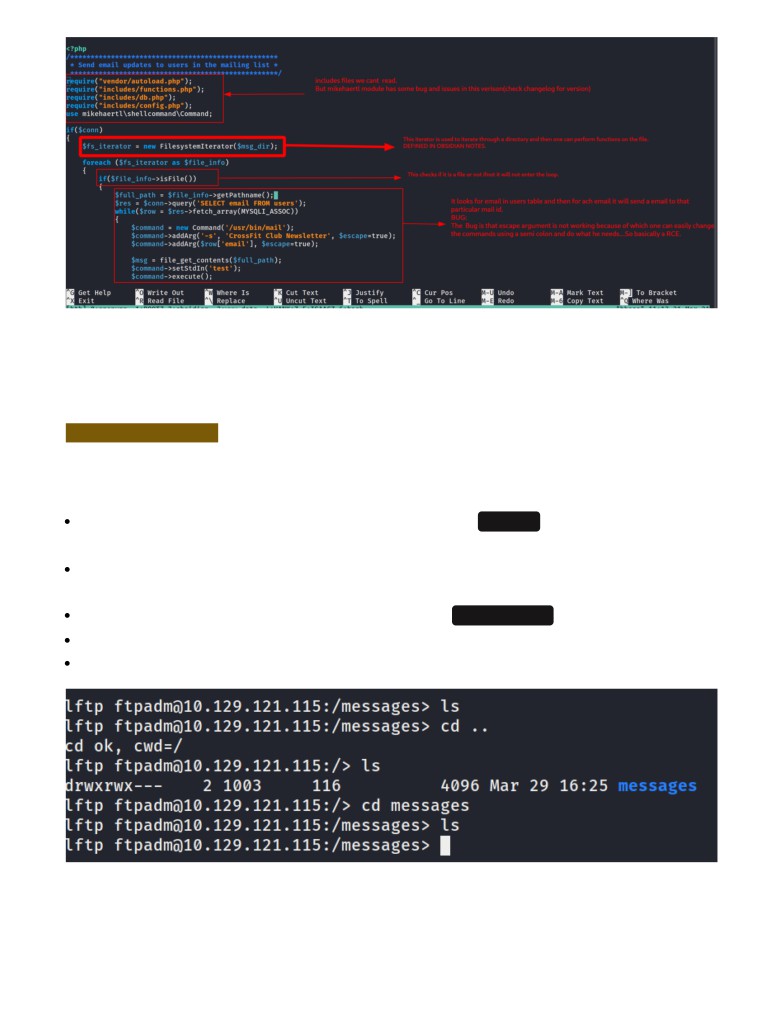 <?php
/***************************************************
* Send email updates to users in the mailing list *
***************************************************/
require("vendor/autoload.php");
require("includes/functions.php");
require("includes/db.php");
require("includes/config.php");
use mikehaertl\shellcommand\Command;
includes files we cant read.
But mikehaertl module has some bug and issues in this version(check changelog for version)
if($conn)
{
$fs_iterator = new FilesystemIterator($msg_dir);
This iterator is used to iterate through a directory and then one can perform functions on the file.
DEFINED IN OBSIDIAN NOTES.
foreach ($fs_iterator as $file_info)
{
if($file_info->isFile())
{
This checks if it is a file or not then it will not enter the loop.
$full_path = $file_info->getPathname();
$res = $conn->query('SELECT email FROM users');
while($row = $res->fetch_array(MYSQLI_ASSOC))
{
$command = new Command('/usr/bin/mail');
$command->addArg('-s', 'CrossFit Club Newsletter', $escape=true);
$command->addArg($row['email'], $escape=true);
$msg = file_get_contents($full_path);
$command->setStdIn('test');
$command->execute();
it looks for email in users table and then for ach email it will send a email to that
particular mail id.
BUG:
The Bug is that escape argument is not working because of which one can easily change
the commands using a semi colon and do what he needs...So basically a RCE.
^G Get Help ^O Write Out ^W Where Is ^K Cut Text ^J Justify ^C Cur Pos M-U Undo M-A Mark Text M-] To Bracket
^X Exit ^R Read File ^\ Replace ^U Uncut Text ^T To Spell ^_ Go To Line M-E Redo M-6 Copy Text ^Q Where Was
lftp ftpadm@10.129.121.115:/messages> ls
lftp ftpadm@10.129.121.115:/messages> cd ..
cd ok, cwd=/
lftp ftpadm@10.129.121.115:/> ls
drwxrwx--- 2 1003 116 4096 Mar 29 16:25 messages
lftp ftpadm@10.129.121.115:/> cd messages
lftp ftpadm@10.129.121.115:/messages> ls
lftp ftpadm@10.129.121.115:/messages>